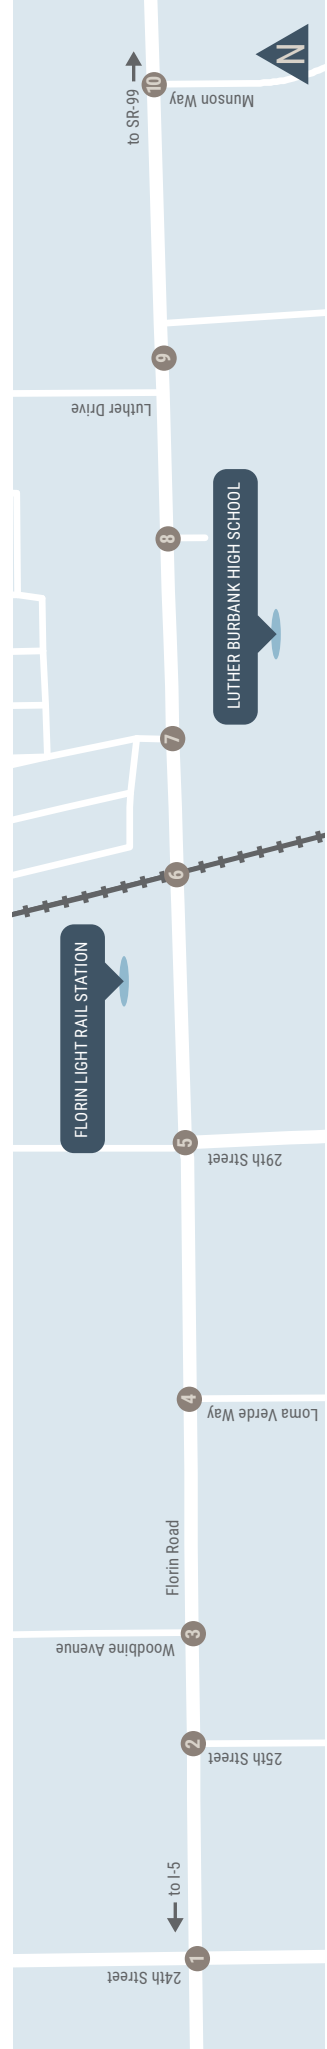 N
to SR-99
10
Munson Way
9
Luther Drive
8
LUTHER BURBANK HIGH SCHOOL
7
6
FLORIN LIGHT RAIL STATION
5
29th Street
4
Loma Verde Way
Florin Road
3
Woodbine Avenue
2
25th Street
to I-5
1
24th Street